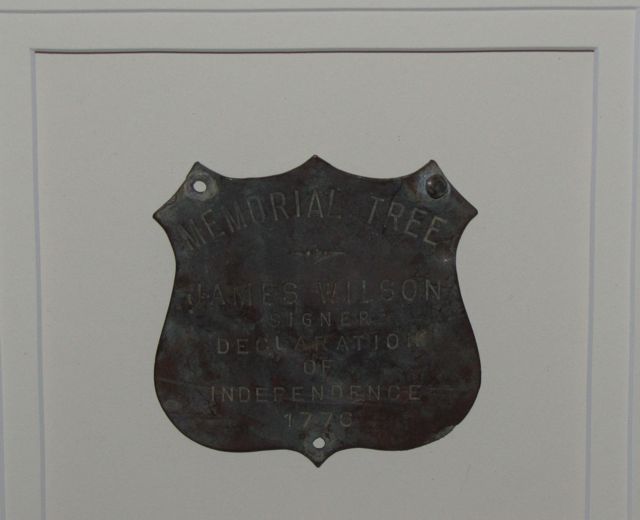 MEMORIAL TREE
JAMES WILSON
SIGNER
DECLARATION
OF
INDEPENDENCE
1776